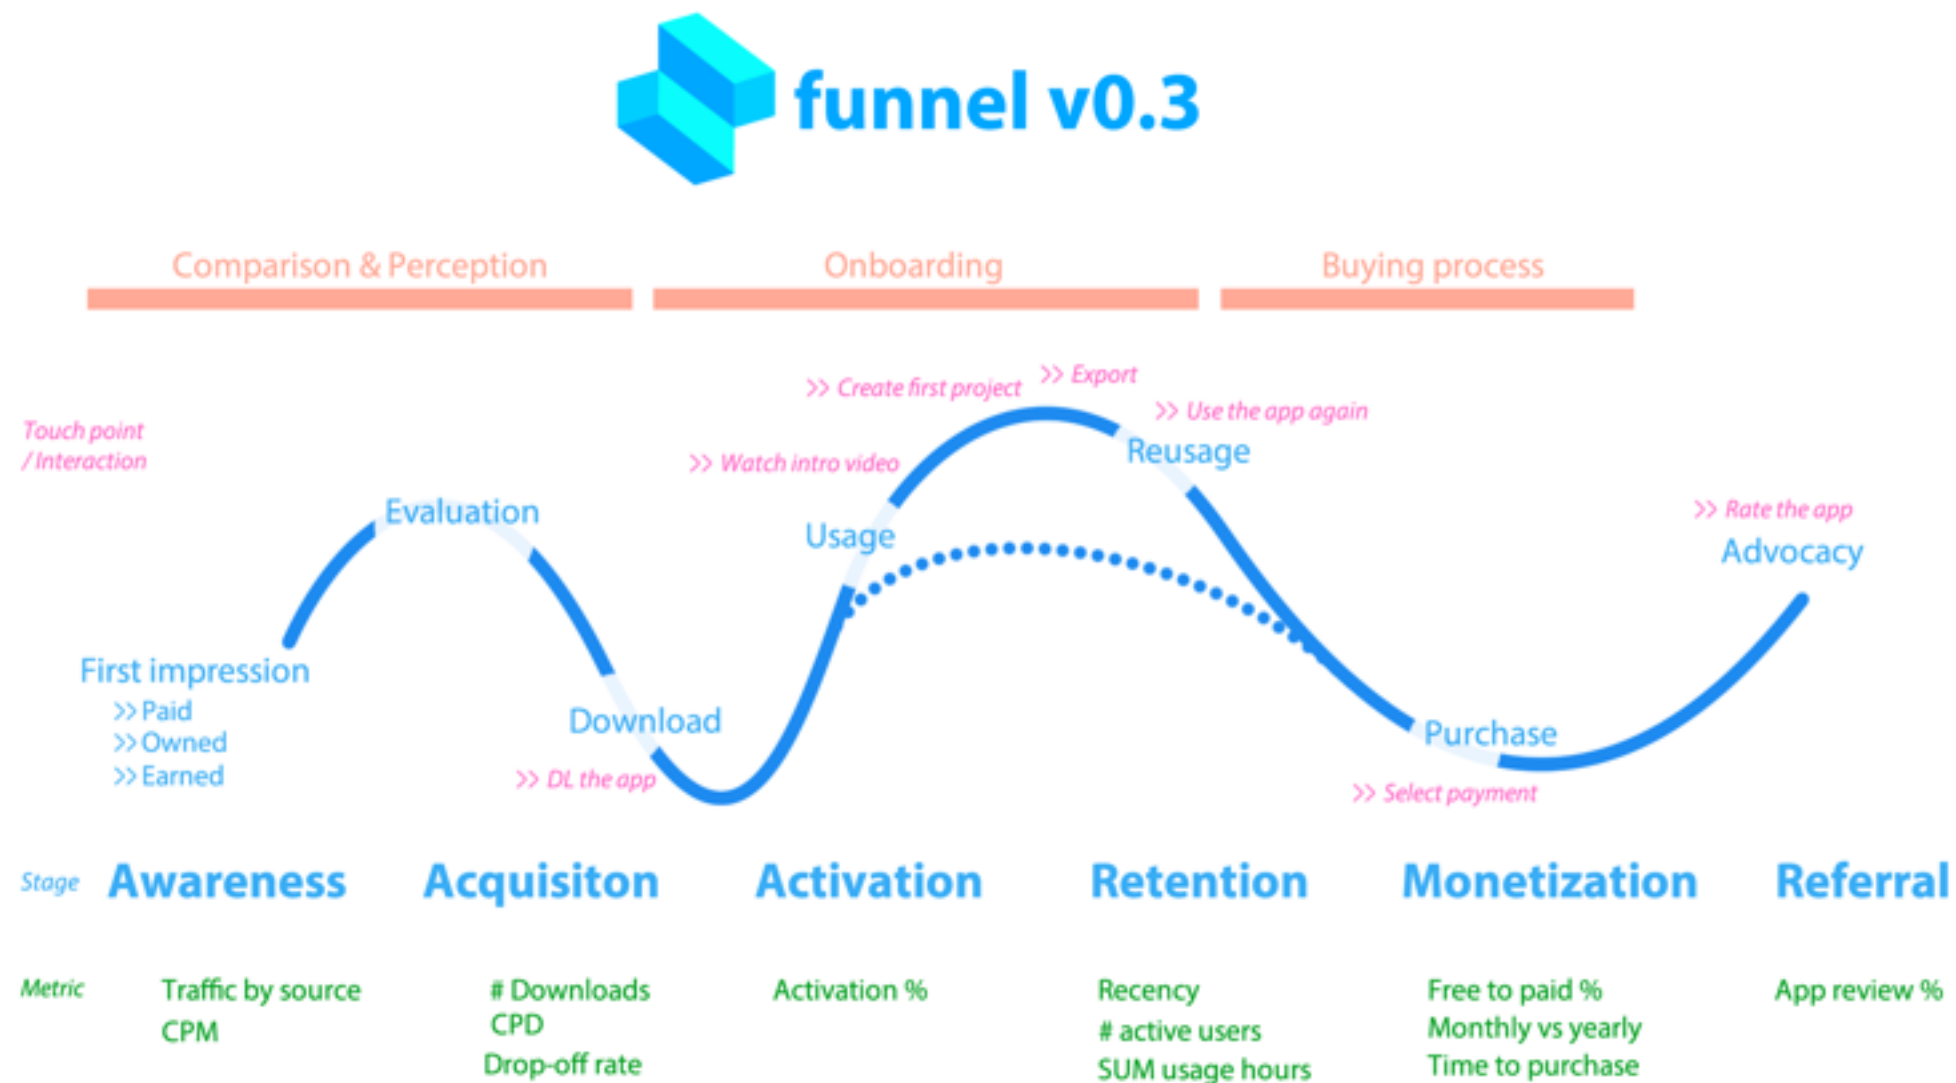 funnel v0.3
Comparison & Perception
Onboarding
Buying process
Touch point
/ Interaction
>> Create first project
>> Export
>> Use the app again
>> Watch intro video
Reusage
Evaluation
Usage
>> Rate the app
Advocacy
First impression
>> Paid
>> Owned
>> Earned
Download
>> DL the app
Purchase
>> Select payment
Stage
Awareness
Acquisiton
Activation
Retention
Monetization
Referral
Metric
Traffic by source
CPM
# Downloads
CPD
Drop-off rate
Activation %
Recency
# active users
SUM usage hours
Free to paid %
Monthly vs yearly
Time to purchase
App review %